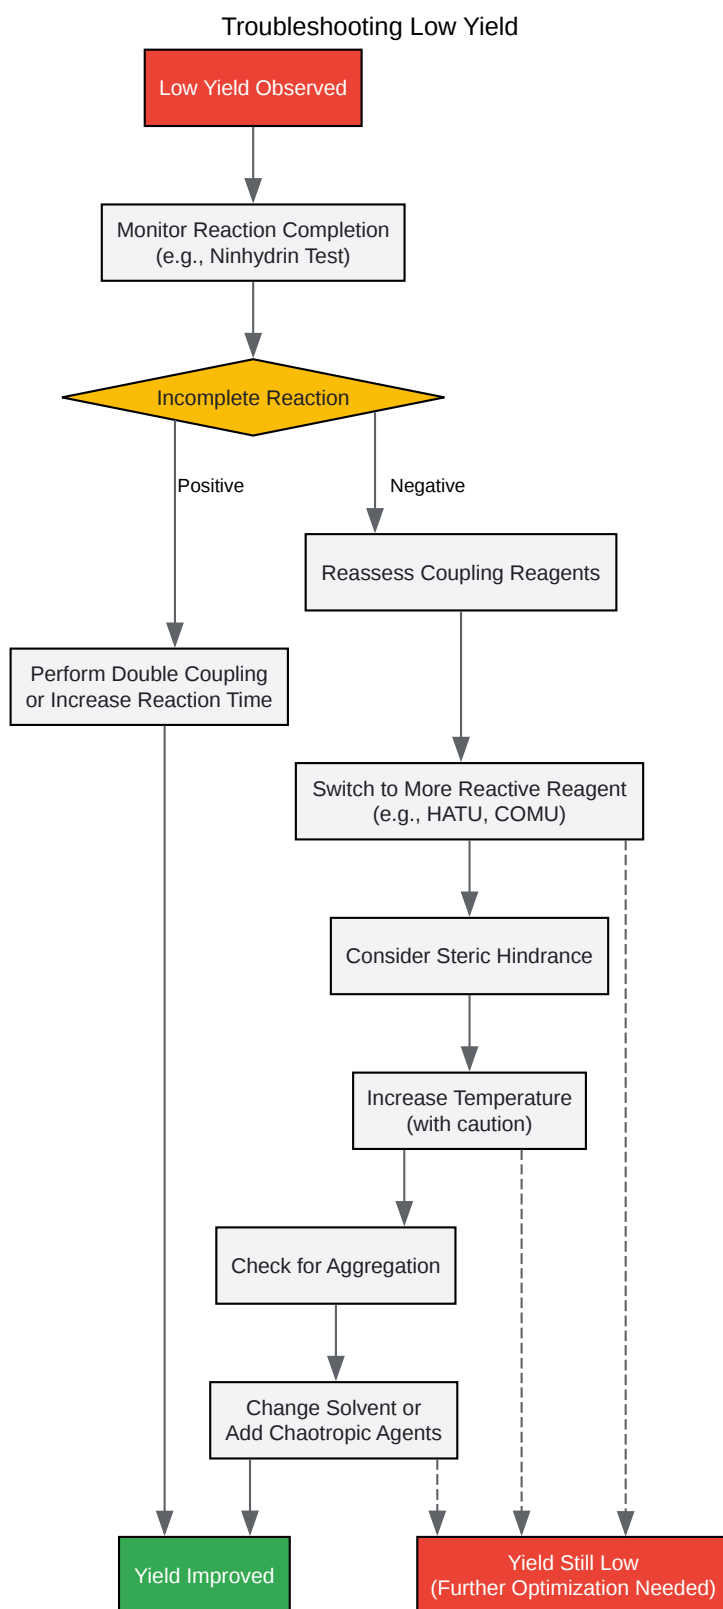 Troubleshooting Low Yield
Low Yield Observed
Monitor Reaction Completion
(e.g., Ninhydrin Test)
Incomplete Reaction
Positive
Negative
Reassess Coupling Reagents
Perform Double Coupling
or Increase Reaction Time
Switch to More Reactive Reagent
(e.g., HATU, COMU)
Consider Steric Hindrance
Increase Temperature
(with caution)
Check for Aggregation
Change Solvent or
Add Chaotropic Agents
Yield Improved
Yield Still Low
(Further Optimization Needed)